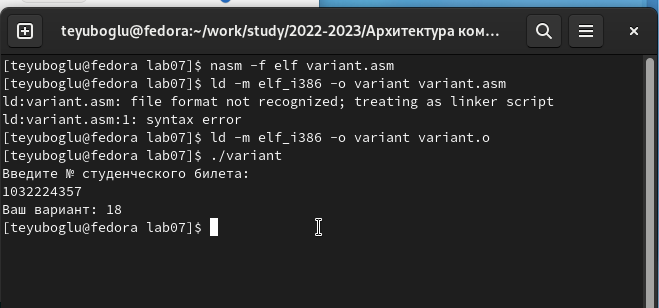 teyuboglu@fedora:~/work/study/2022-2023/Архитектура ком...
[teyuboglu@fedora lab07]$ nasm -f elf variant.asm
[teyuboglu@fedora lab07]$ ld -m elf_i386 -o variant variant.asm
ld:variant.asm: file format not recognized; treating as linker script
ld:variant.asm:1: syntax error
[teyuboglu@fedora lab07]$ ld -m elf_i386 -o variant variant.o
[teyuboglu@fedora lab07]$ ./variant
Введите № студенческого билета:
1032224357
Ваш вариант: 18
[teyuboglu@fedora lab07]$